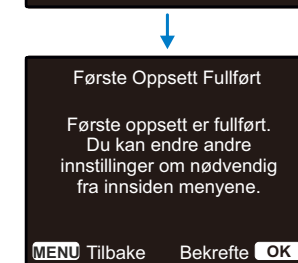 Første Oppsett Fullført
Første oppsett er fullført.
Du kan endre andre
innstillinger om nødvendig
fra innsiden menyene.
MENU Tilbake Bekrefte OK